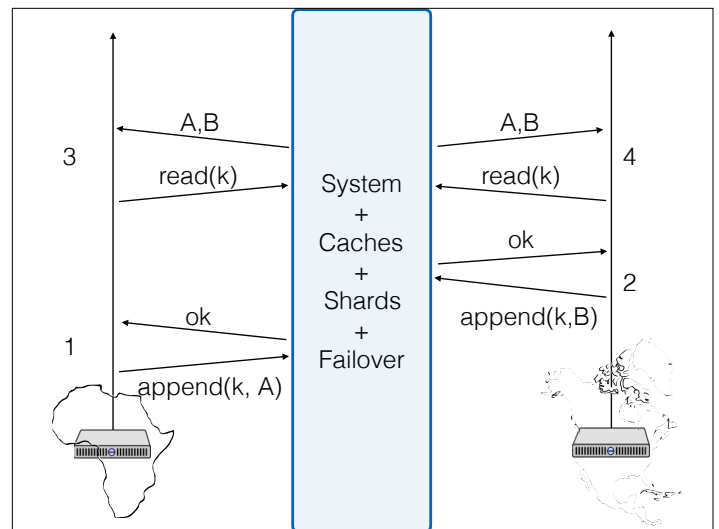 A,B
A,B
3
4
read(k)
read(k)
System
+
Caches
+
Shards
+
Failover
ok
2
append(k,B)
ok
1
append(k, A)